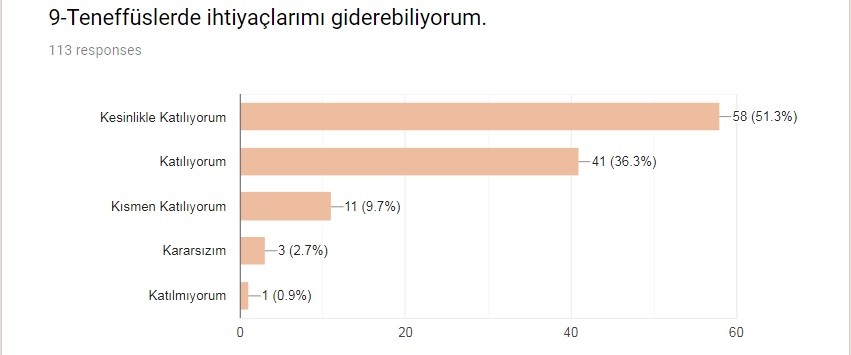 9-Teneffüslerde ihtiyaçlarımı giderebiliyorum.
113 responses
Kesinlikle Katılıyorum 58 (51.3%)
Katılıyorum 41 (36.3%)
Kısmen Katılıyorum 11 (9.7%)
Kararsızım 3 (2.7%)
Katılmıyorum 1 (0.9%)
0 20 40 60